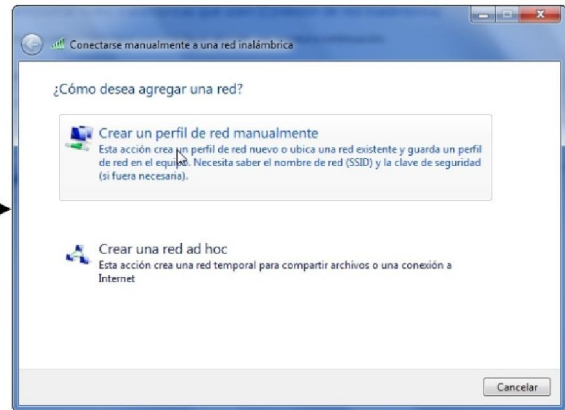 Conectarse manualmente a una red inalámbrica
¿Cómo desea agregar una red?
Crear un perfil de red manualmente
Esta acción crea un perfil de red nuevo o ubica una red existente y guarda un perfil
de red en el equipo. Necesita saber el nombre de red (SSID) y la clave de seguridad
(si fuera necesaria).
Crear una red ad hoc
Esta acción crea una red temporal para compartir archivos o una conexión a
Internet
Cancelar